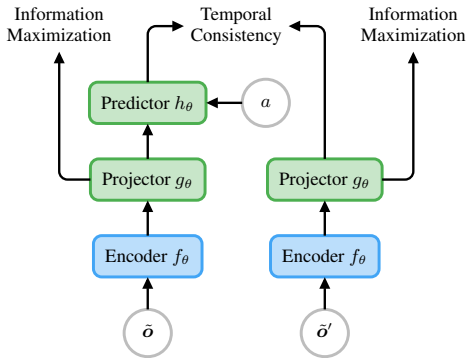 Information
Maximization
Temporal
Consistency
Information
Maximization
Predictor hθ
a
Projector gθ
Projector gθ
Encoder fθ
Encoder fθ
õ
õ′